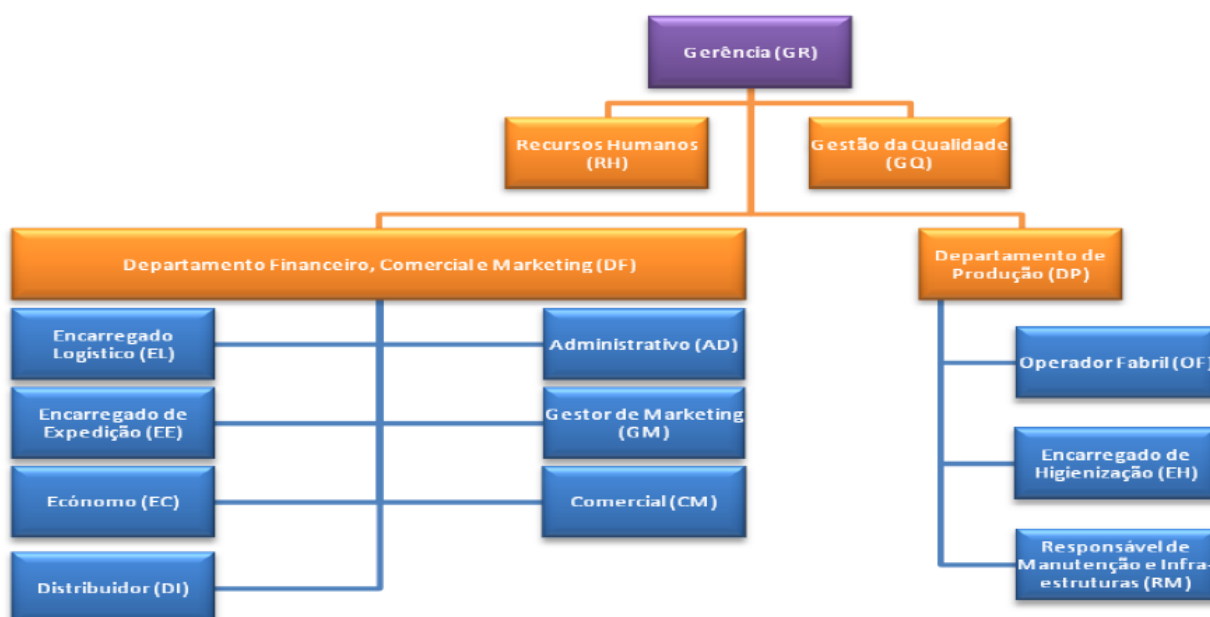 Gerência (GR)
Recursos Humanos
(RH)
Gestão da Qualidade
(GQ)
Departamento Financeiro, Comercial e Marketing (DF)
Departamento de
Produção (DP)
Encarregado
Logístico (EL)
Administrativo (AD)
Operador Fabril (OF)
Encarregado de
Expedição (EE)
Gestor de Marketing
(GM)
Encarregado de
Higienização (EH)
Ecónomo (EC)
Comercial (CM)
Responsável de
Manutenção e Infra-
estruturas (RM)
Distribuidor (DI)